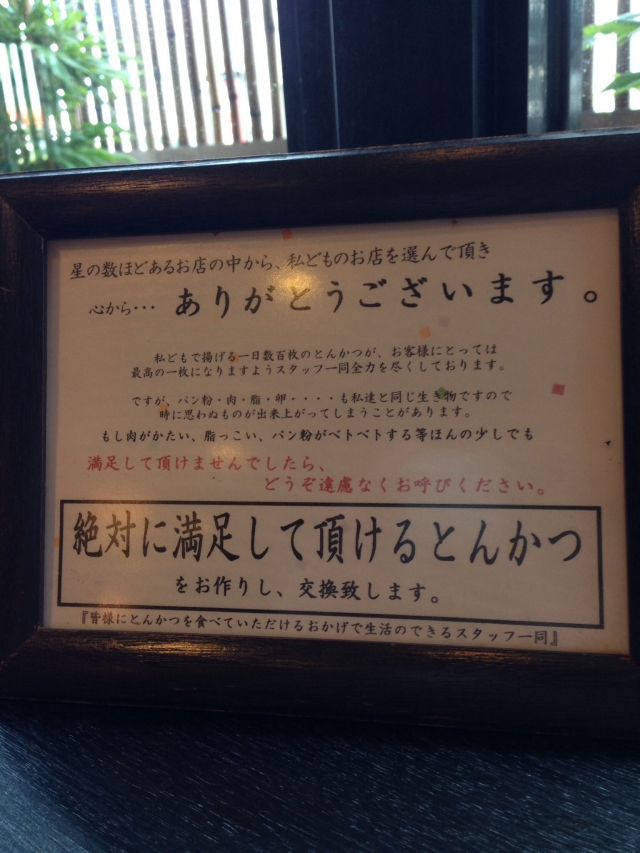 星の数ほどあるお店の中から、私どものお店を選んで頂き
心から・・・ ありがとうございます。
私どもで揚げる一日数百枚のとんかつが、お客様にとっては
最高の一枚になりますようスタッフ一同全力を尽くしております。
ですが、パン粉・肉・脂・卵・・・・も私達と同じ生き物ですので
時に思わぬものが出来上がってしまうことがあります。
もし肉がかたい、脂っこい、パン粉がベトベトする等ほんの少しでも
満足して頂けませんでしたら、
どうぞ遠慮なくお呼びください。
絶対に満足して頂けるとんかつ
をお作りし、交換致します。
『皆様にとんかつを食べていただけるおかげで生活のできるスタッフ一同』